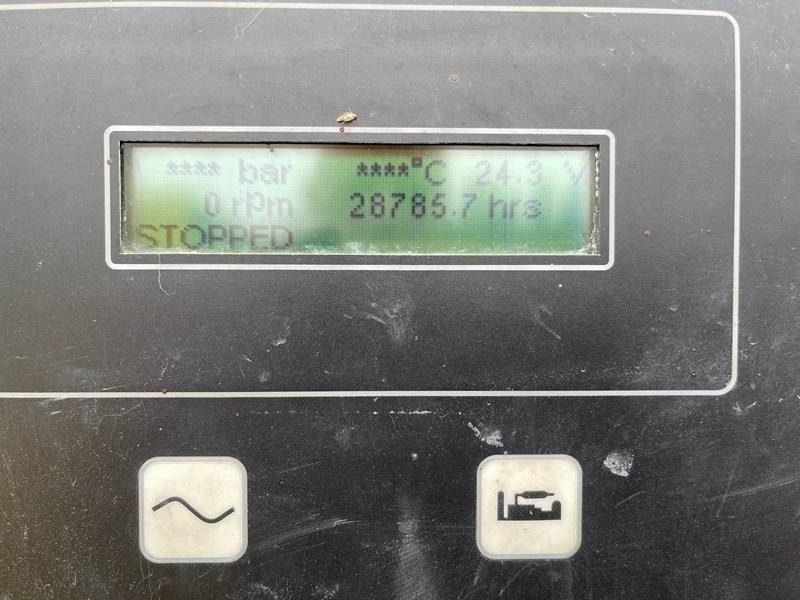 **** bar ****°C 24.3 V
0 rpm 28785.7 hrs
STOPPED